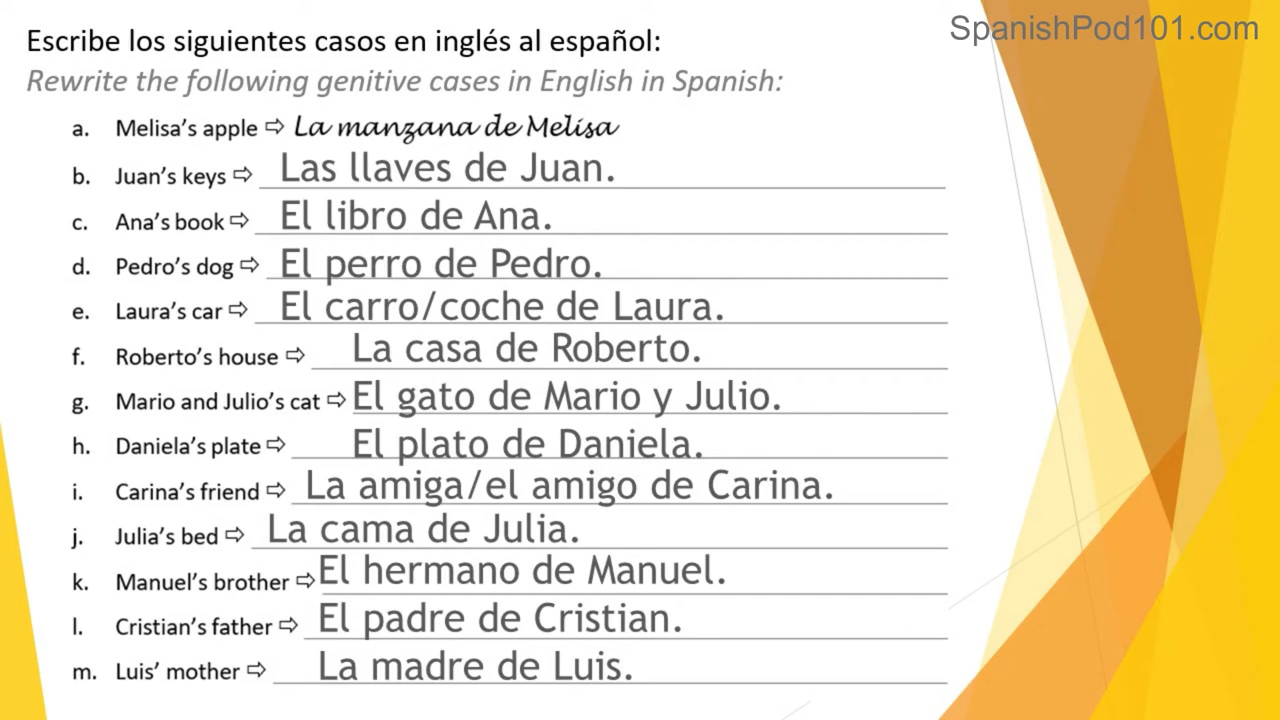 SpanishPod101.com
Escribe los siguientes casos en inglés al español:
Rewrite the following genitive cases in English in Spanish:
a. Melisa's apple ⇨ La manzana de Melisa
b. Juan's keys ⇨ Las llaves de Juan.
c. Ana's book ⇨ El libro de Ana.
d. Pedro's dog ⇨ El perro de Pedro.
e. Laura's car ⇨ El carro/coche de Laura.
f. Roberto's house ⇨ La casa de Roberto.
g. Mario and Julio's cat ⇨ El gato de Mario y Julio.
h. Daniela's plate ⇨ El plato de Daniela.
i. Carina's friend ⇨ La amiga/el amigo de Carina.
j. Julia's bed ⇨ La cama de Julia.
k. Manuel's brother ⇨ El hermano de Manuel.
l. Cristian's father ⇨ El padre de Cristian.
m. Luis' mother ⇨ La madre de Luis.